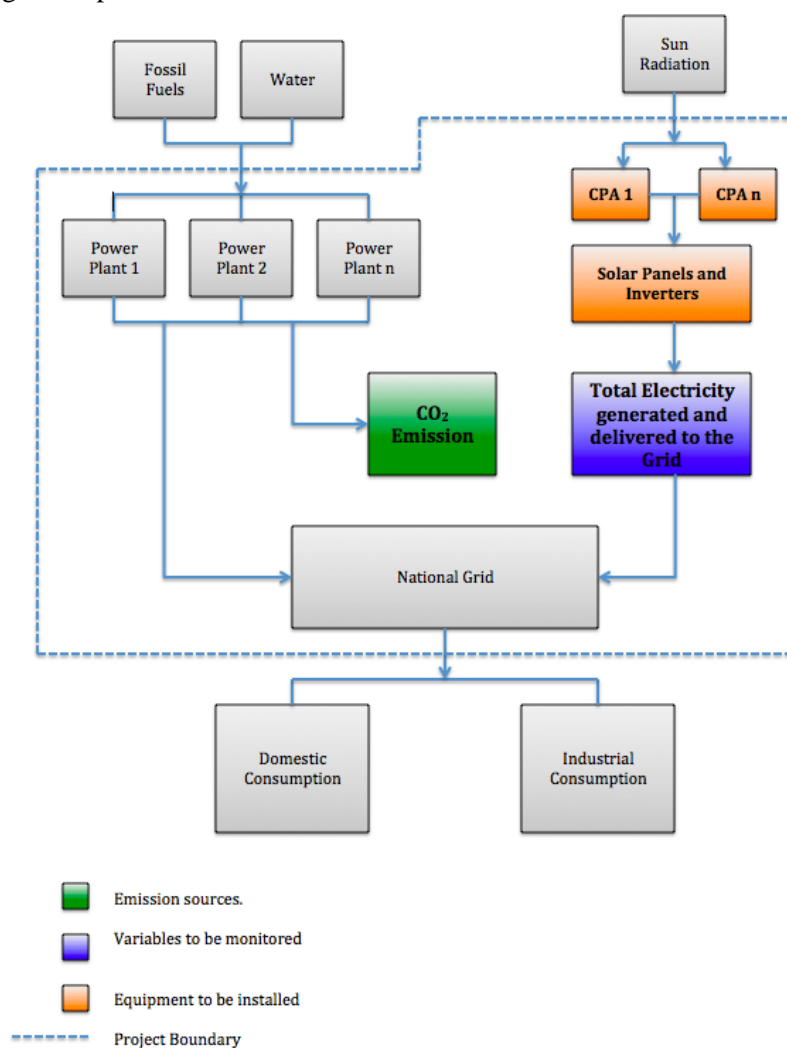 Fossil
Fuels
Water
Sun
Radiation
CPA 1
CPA n
Power
Plant 1
Power
Plant 2
Power
Plant n
Solar Panels and
Inverters
CO₂
Emission
Total Electricity
generated and
delivered to the
Grid
National Grid
Domestic
Consumption
Industrial
Consumption
Emission sources.
Variables to be monitored
Equipment to be installed
Project Boundary